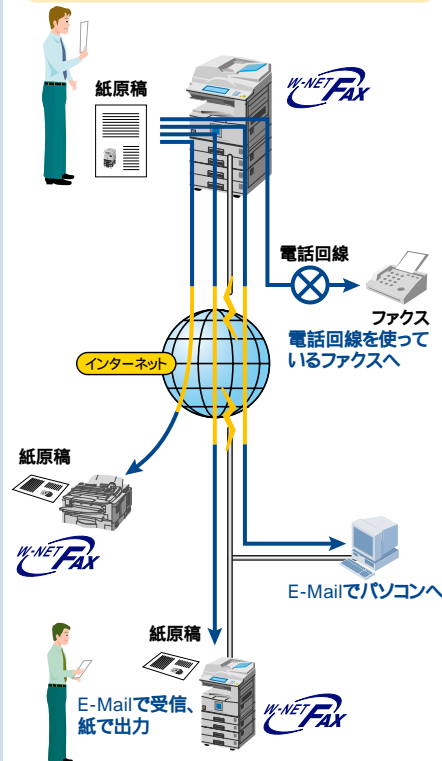 紙原稿
W-NET FAX
電話回線
ファクス
電話回線を使って
いるファクスへ
インターネット
紙原稿
W-NET FAX
E-Mailでパソコンへ
紙原稿
E-Mailで受信、
紙で出力
W-NET FAX